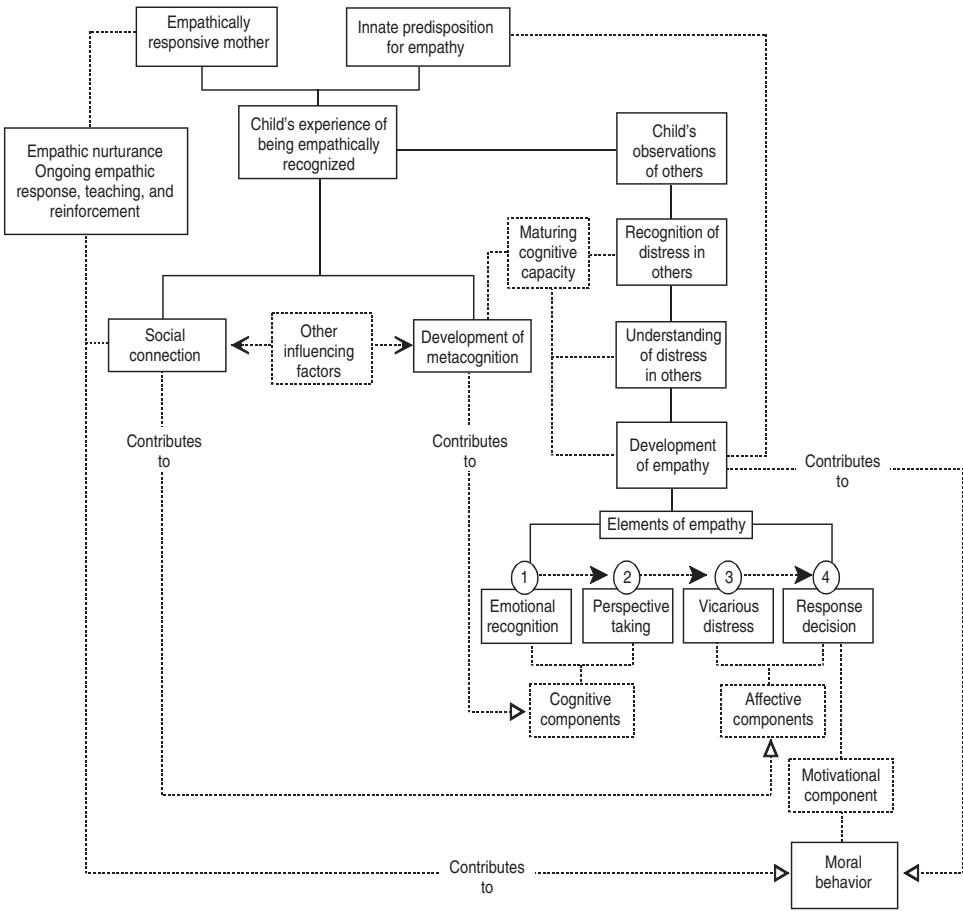 Empathically
responsive mother
Innate predisposition
for empathy
Child's experience of
being empathically
recognized
Child's
observations
of others
Empathic nurturance
Ongoing empathic
response, teaching, and
reinforcement
Maturing
cognitive
capacity
Recognition of
distress in
others
Social
connection
Other
influencing
factors
Development of
metacognition
Understanding
of distress
in others
Contributes
to
Contributes
to
Development
of empathy
Contributes
to
Elements of empathy
1
2
3
4
Emotional
recognition
Perspective
taking
Vicarious
distress
Response
decision
Cognitive
components
Affective
components
Motivational
component
Contributes
to
Moral
behavior